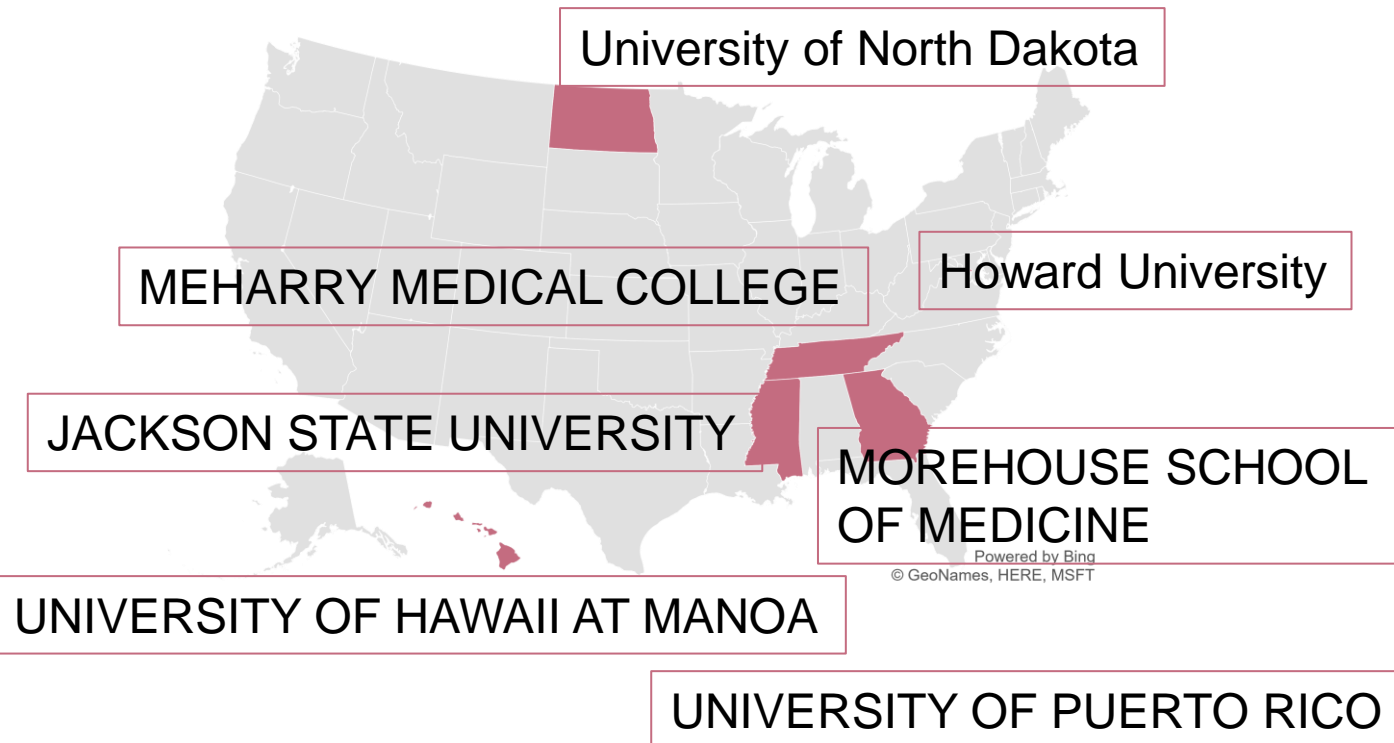 University of North Dakota
MEHARRY MEDICAL COLLEGE
Howard University
JACKSON STATE UNIVERSITY
MOREHOUSE SCHOOL
OF MEDICINE
Powered by Bing
© GeoNames, HERE, MSFT
UNIVERSITY OF HAWAII AT MANOA
UNIVERSITY OF PUERTO RICO